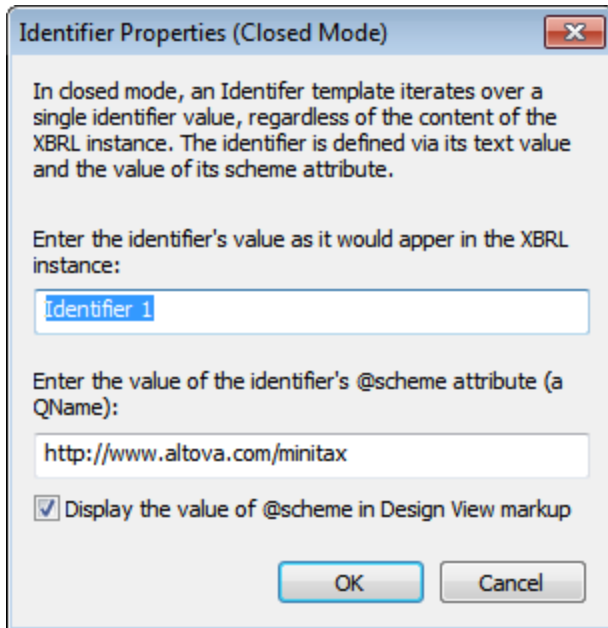 Identifier Properties (Closed Mode)
In closed mode, an Identifer template iterates over a
single identifier value, regardless of the content of the
XBRL instance. The identifier is defined via its text value
and the value of its scheme attribute.
Enter the identifier's value as it would apper in the XBRL
instance:
Identifier 1
Enter the value of the identifier's @scheme attribute (a
QName):
http://www.altova.com/minitax
Display the value of @scheme in Design View markup
OK
Cancel